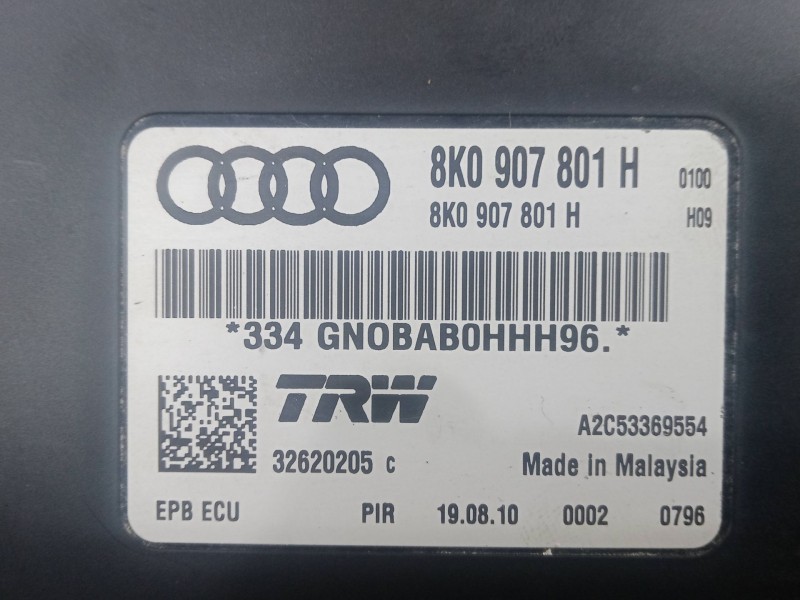 8K0 907 801 H 0100
8K0 907 801 H H09
*334 GNOBAB0HHH96.*
TRW
A2C53369554
32620205 c Made in Malaysia
EPB ECU PIR 19.08.10 0002 0796